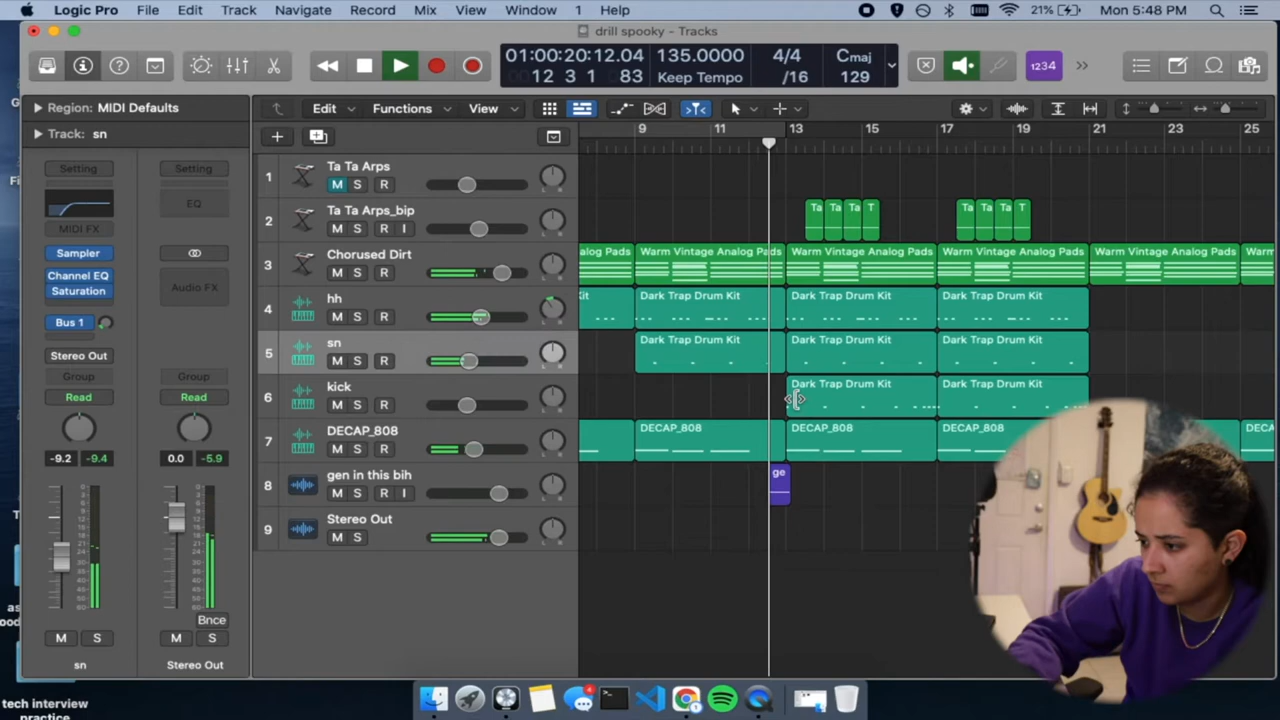 Logic Pro File Edit Track Navigate Record Mix View Window 1 Help 21% Mon 5:48 PM
drill spooky - Tracks
01:00:20:12.04 135.0000 4/4 Cmaj
12 3 1 83 Keep Tempo /16 129
1234
Region: MIDI Defaults
Edit Functions View
Track: sn
9 11 13 15 17 19 21 23 25
Setting Setting
EQ
MIDI FX
Sampler
Channel EQ
Saturation
Audio FX
Bus 1
Stereo Out
Group Group
Read Read
-9.2 -9.4 0.0 -5.9
Bnce
M S M S
sn Stereo Out
1 Ta Ta Arps
M S R
2 Ta Ta Arps_bip Ta Ta Ta T Ta Ta Ta T
M S R I
3 Chorused Dirt alog Pads Warm Vintage Analog Pads Warm Vintage Analog Pads Warm Vintage Analog Pads Warm Vintage Analog Pads Warm
M S R
4 hh Kit Dark Trap Drum Kit Dark Trap Drum Kit Dark Trap Drum Kit
M S R
5 sn Dark Trap Drum Kit Dark Trap Drum Kit Dark Trap Drum Kit
M S R
6 kick Dark Trap Drum Kit Dark Trap Drum Kit
M S R
7 DECAP_808 DECAP_808 DECAP_808 DECAP_808 DECA
M S R
8 gen in this bih ge
M S R I
9 Stereo Out
M S
tech interview
practice